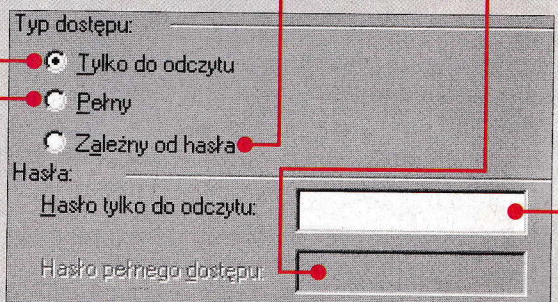 Typ dostępu:
Tylko do odczytu
Pełny
Zależny od hasła
Hasła:
Hasło tylko do odczytu:
Hasło pełnego dostępu: